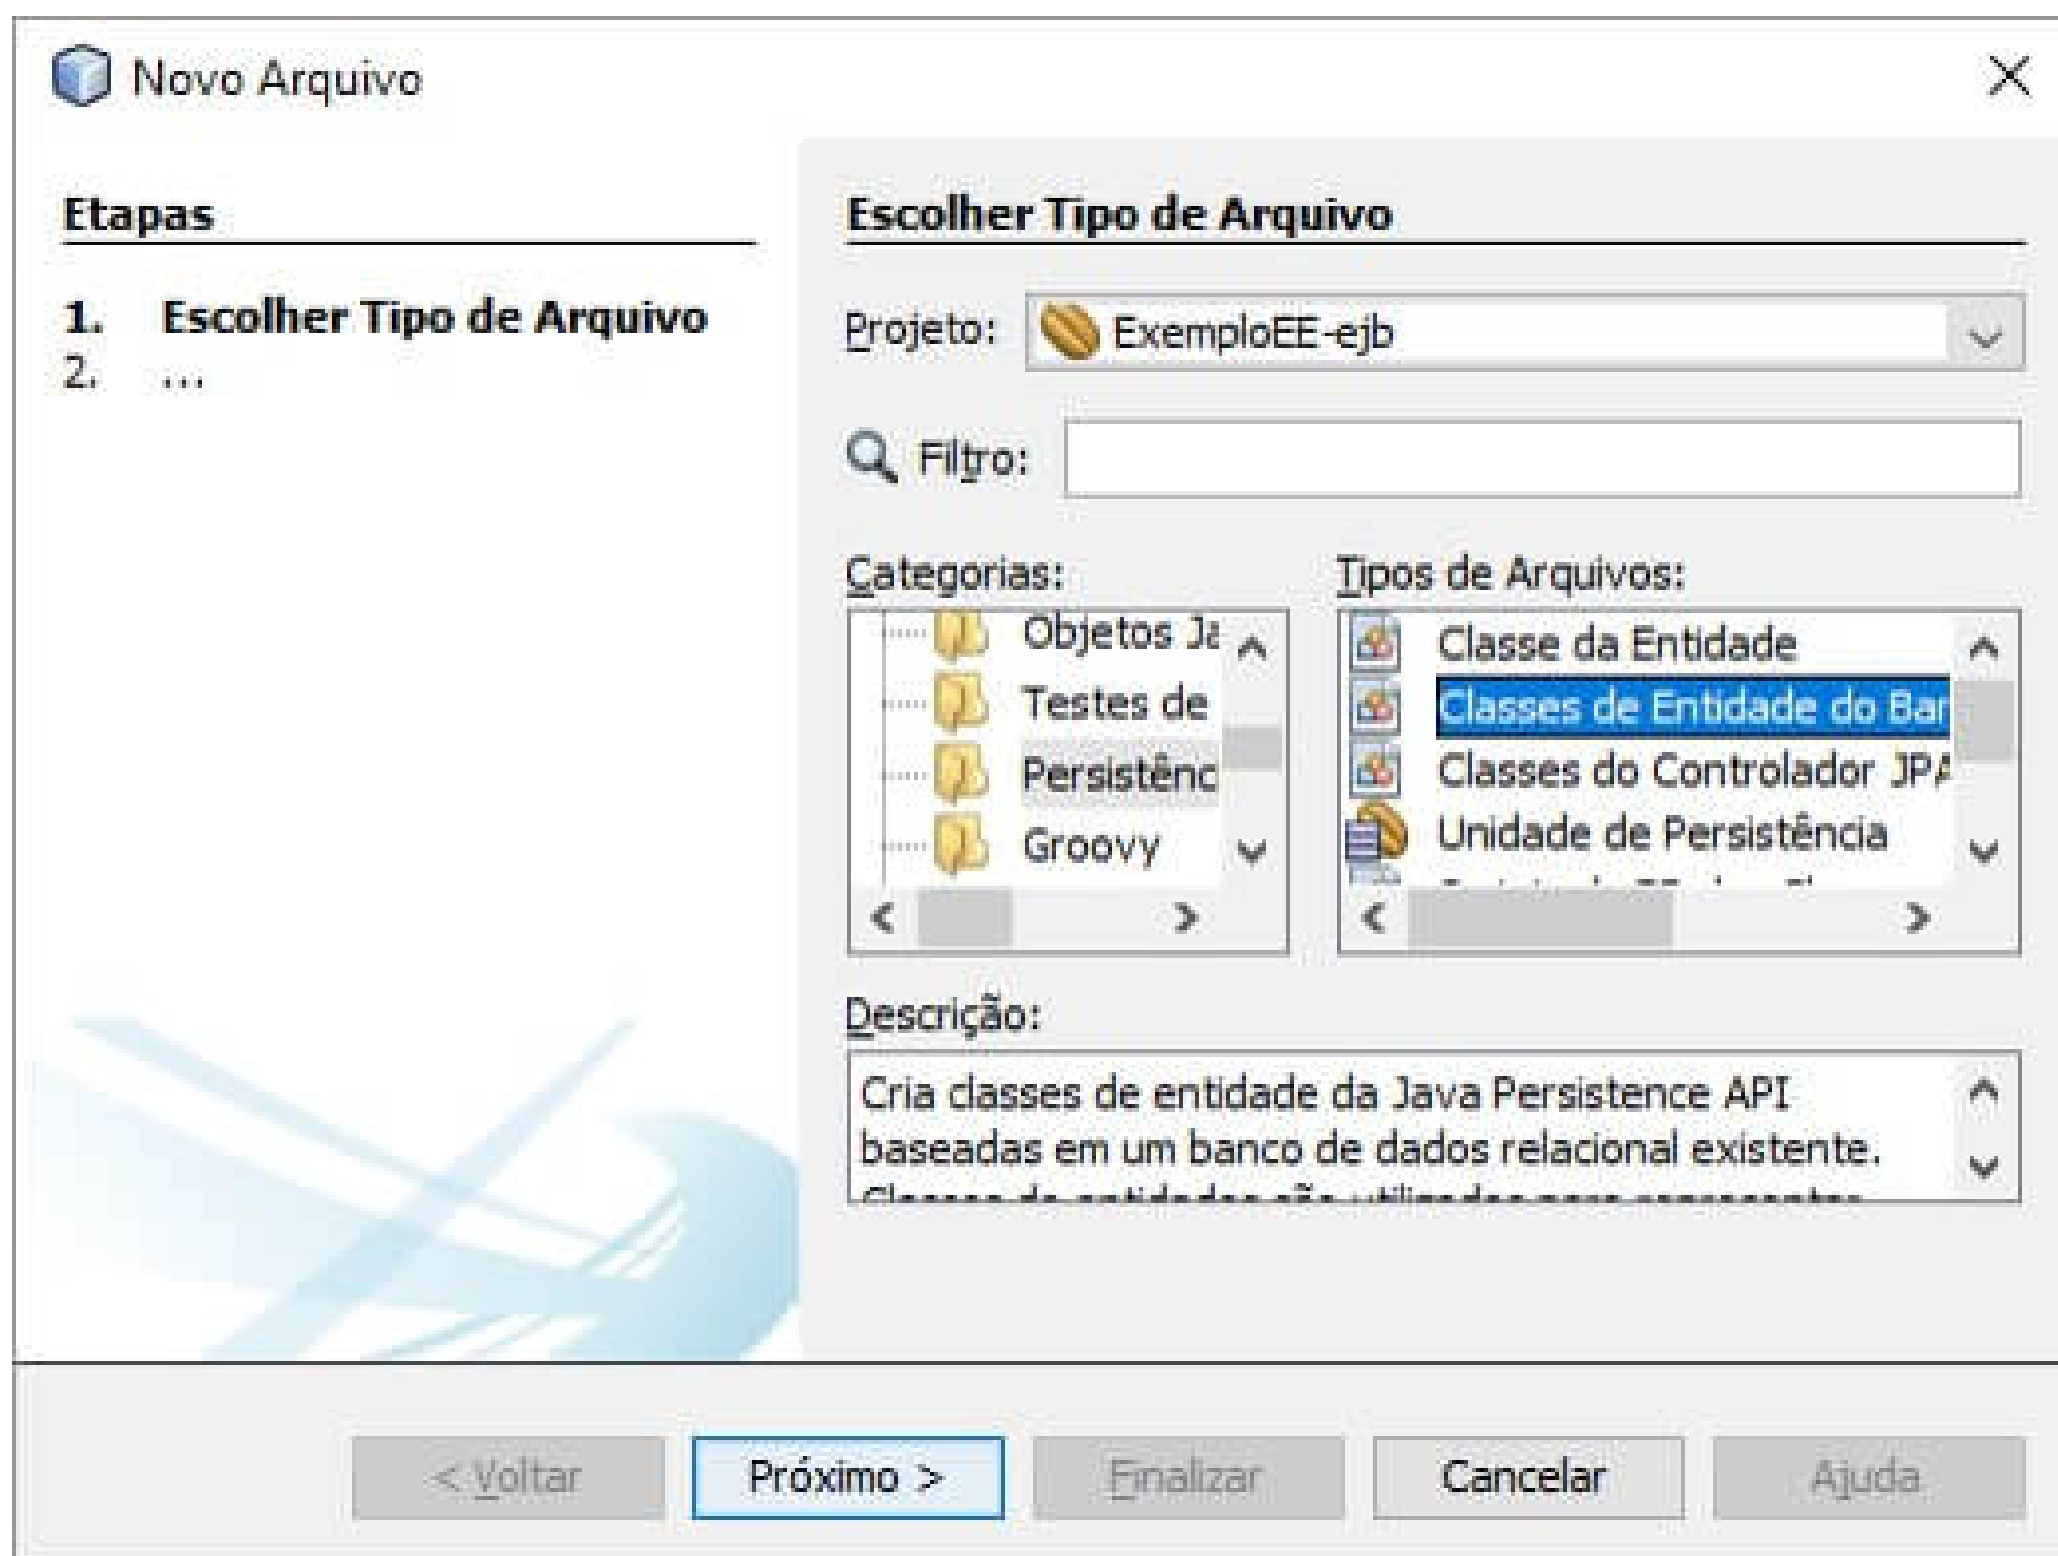 Novo Arquivo
Etapas
1. Escolher Tipo de Arquivo
2. ...
Escolher Tipo de Arquivo
Projeto: ExemploEE-ejb
Filtro:
Categorias:
Objetos Ja
Testes de
Persistênc
Groovy
Tipos de Arquivos:
Classe da Entidade
Classes de Entidade do Ban
Classes do Controlador JPA
Unidade de Persistência
Descrição:
Cria classes de entidade da Java Persistence API
baseadas em um banco de dados relacional existente.
< Voltar Próximo > Finalizar Cancelar Ajuda